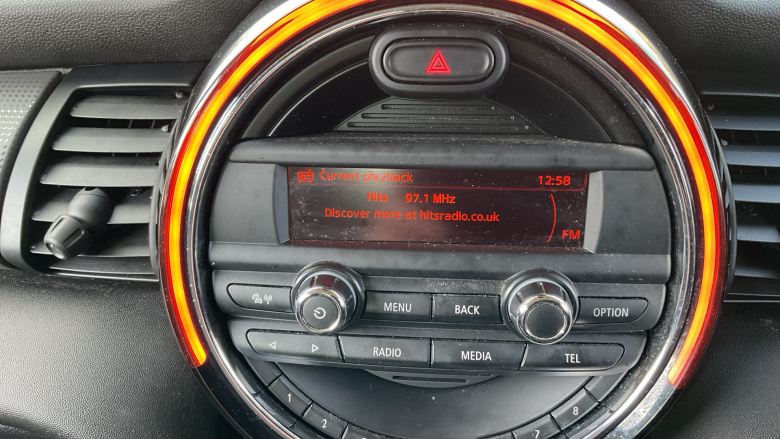 Current playback 12:58
Hits 97.1 MHz
Discover more at hitsradio.co.uk
FM
MENU BACK OPTION
RADIO MEDIA TEL
1 8
2 7